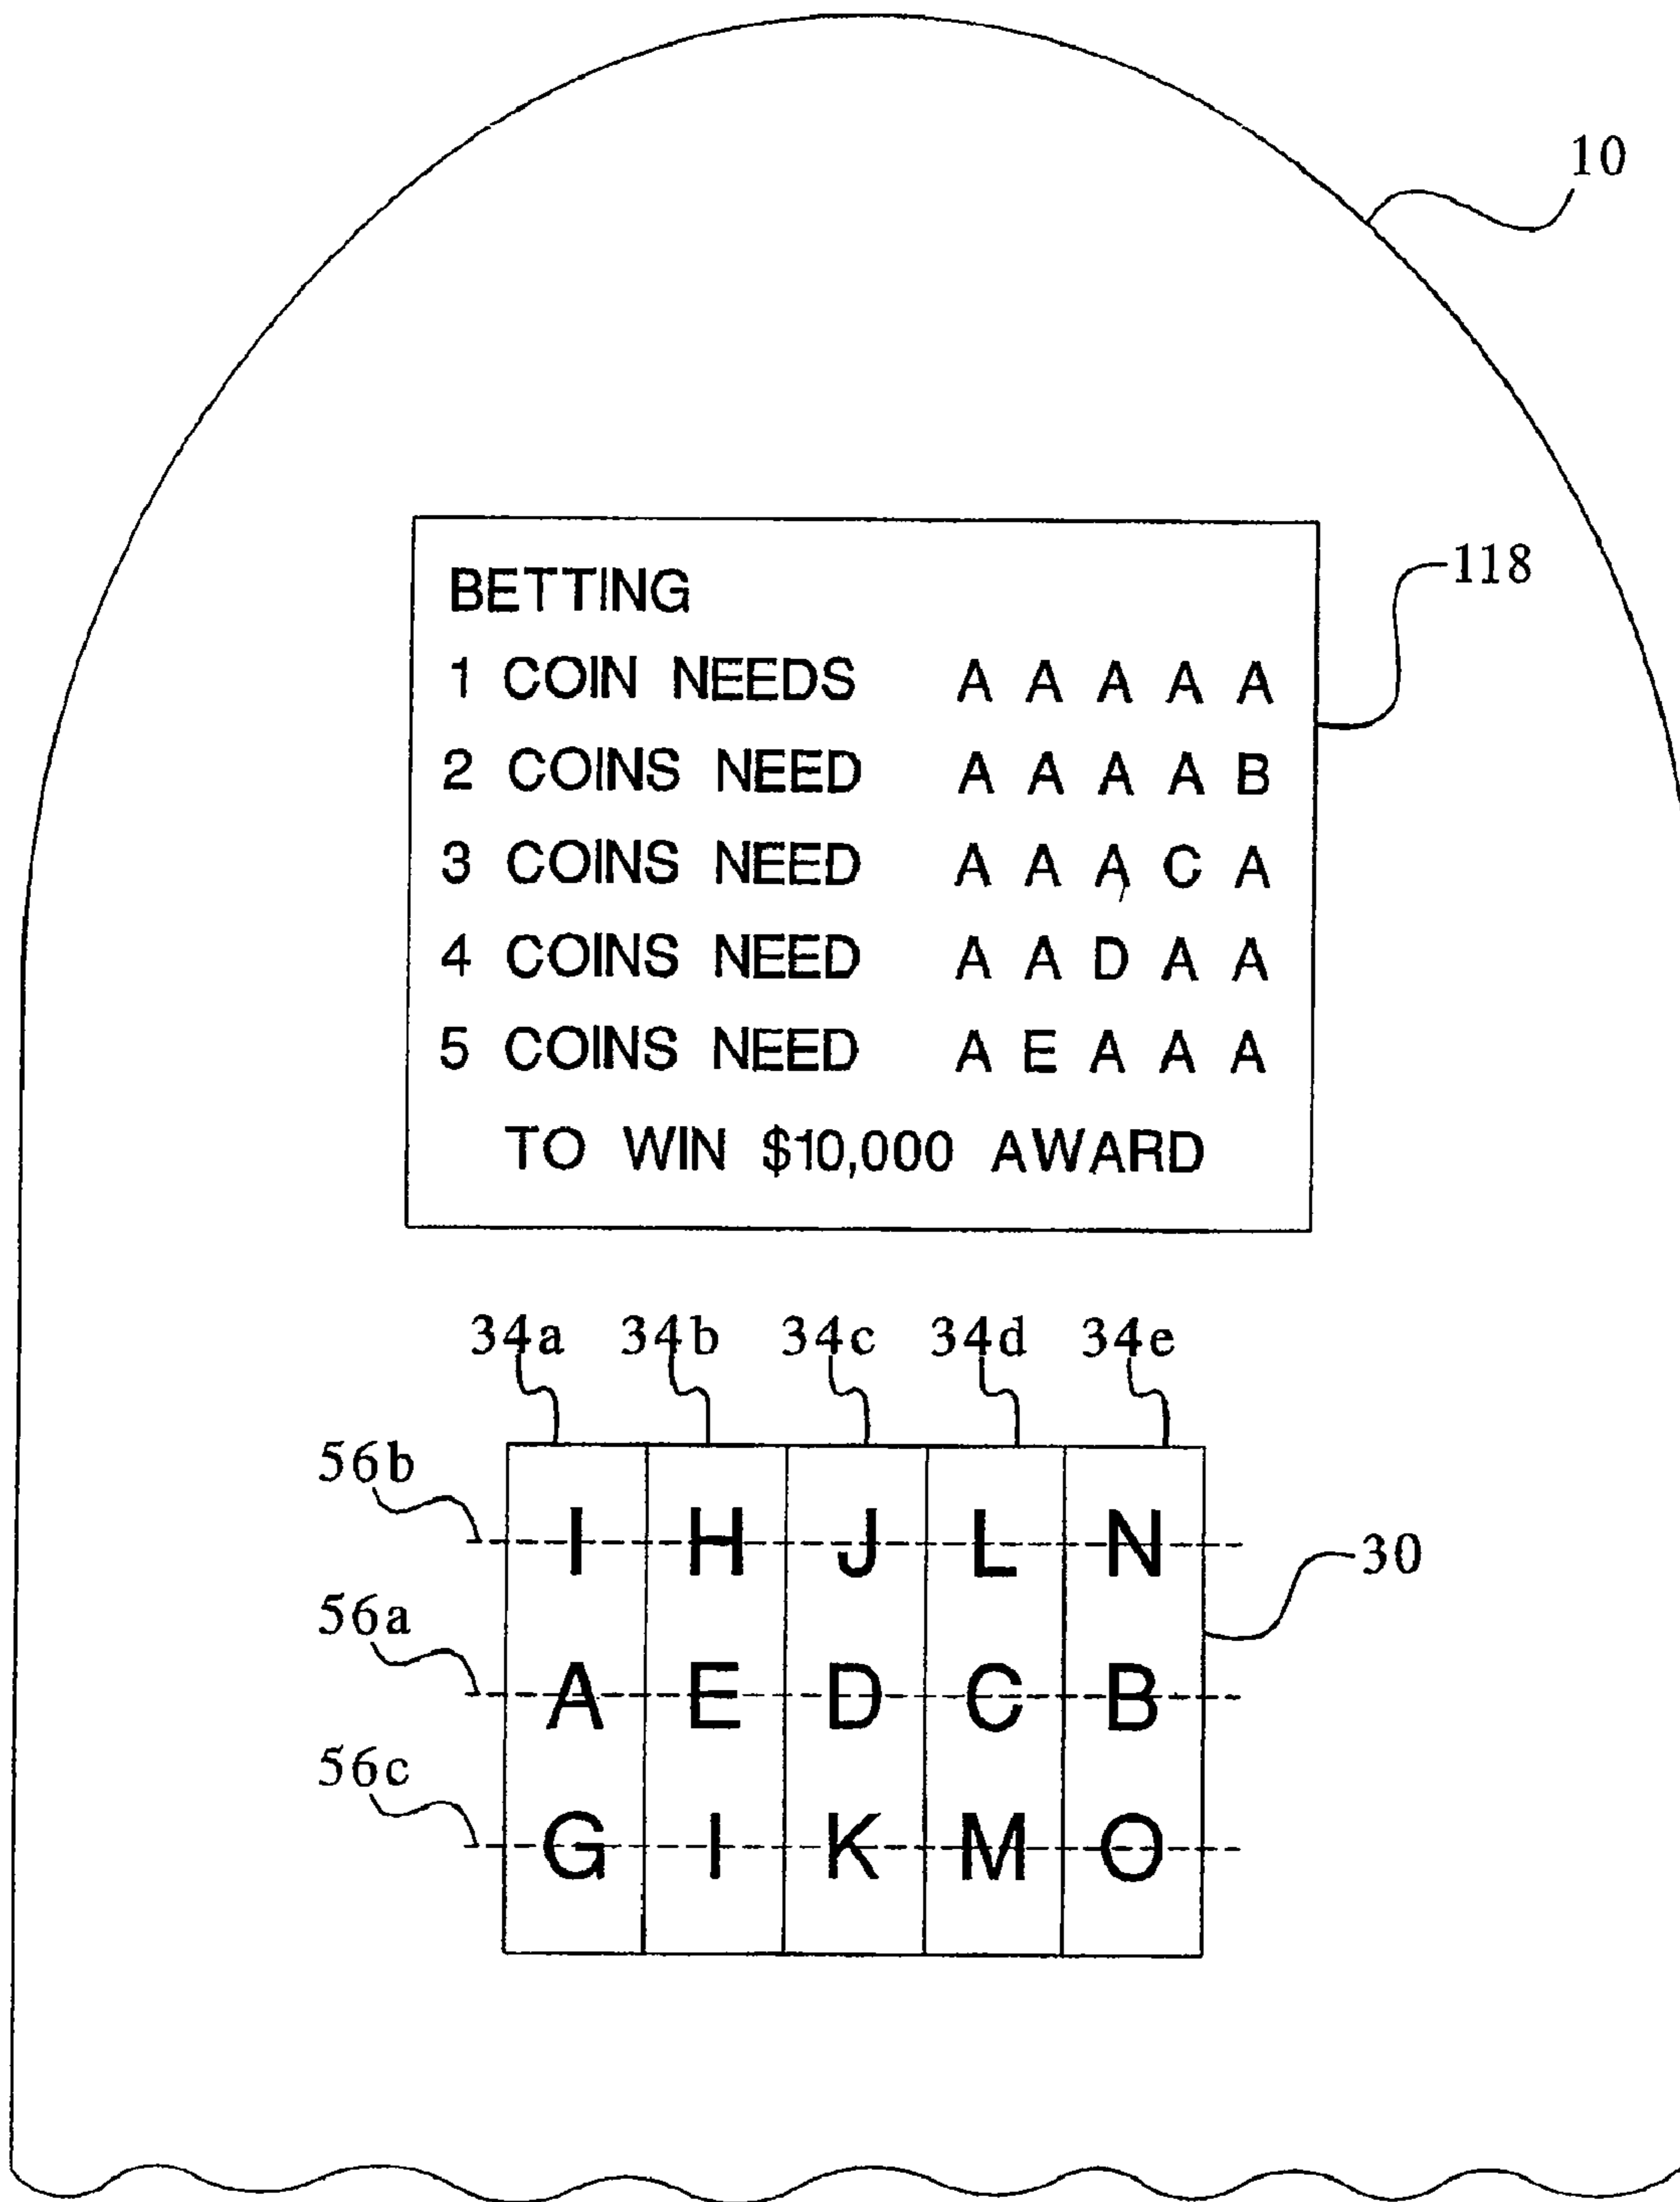 10
BETTING
118
1 COIN NEEDS A A A A A
2 COINS NEED A A A A B
3 COINS NEED A A A C A
4 COINS NEED A A D A A
5 COINS NEED A E A A A
TO WIN $10,000 AWARD
34a 34b 34c 34d 34e
56b I H J L N
30
56a A E D C B
56c G I K M O